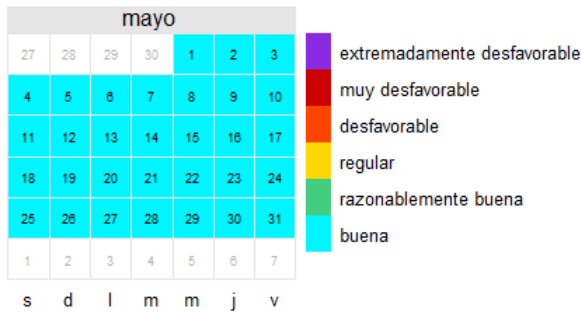 mayo
27 28 29 30 1 2 3
4 5 6 7 8 9 10
11 12 13 14 15 16 17
18 19 20 21 22 23 24
25 26 27 28 29 30 31
1 2 3 4 5 6 7
s d l m m j v
extremadamente desfavorable
muy desfavorable
desfavorable
regular
razonablemente buena
buena